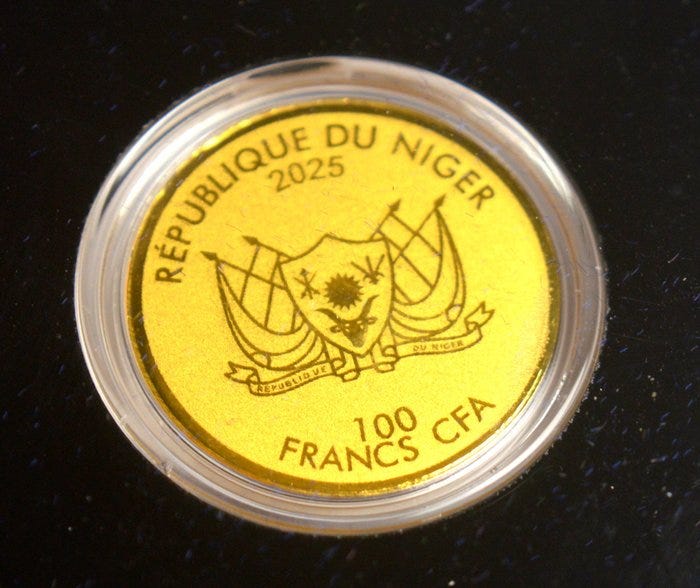 RÉPUBLIQUE DU NIGER
2025
RÉPUBLIQUE DU NIGER
100
FRANCS CFA